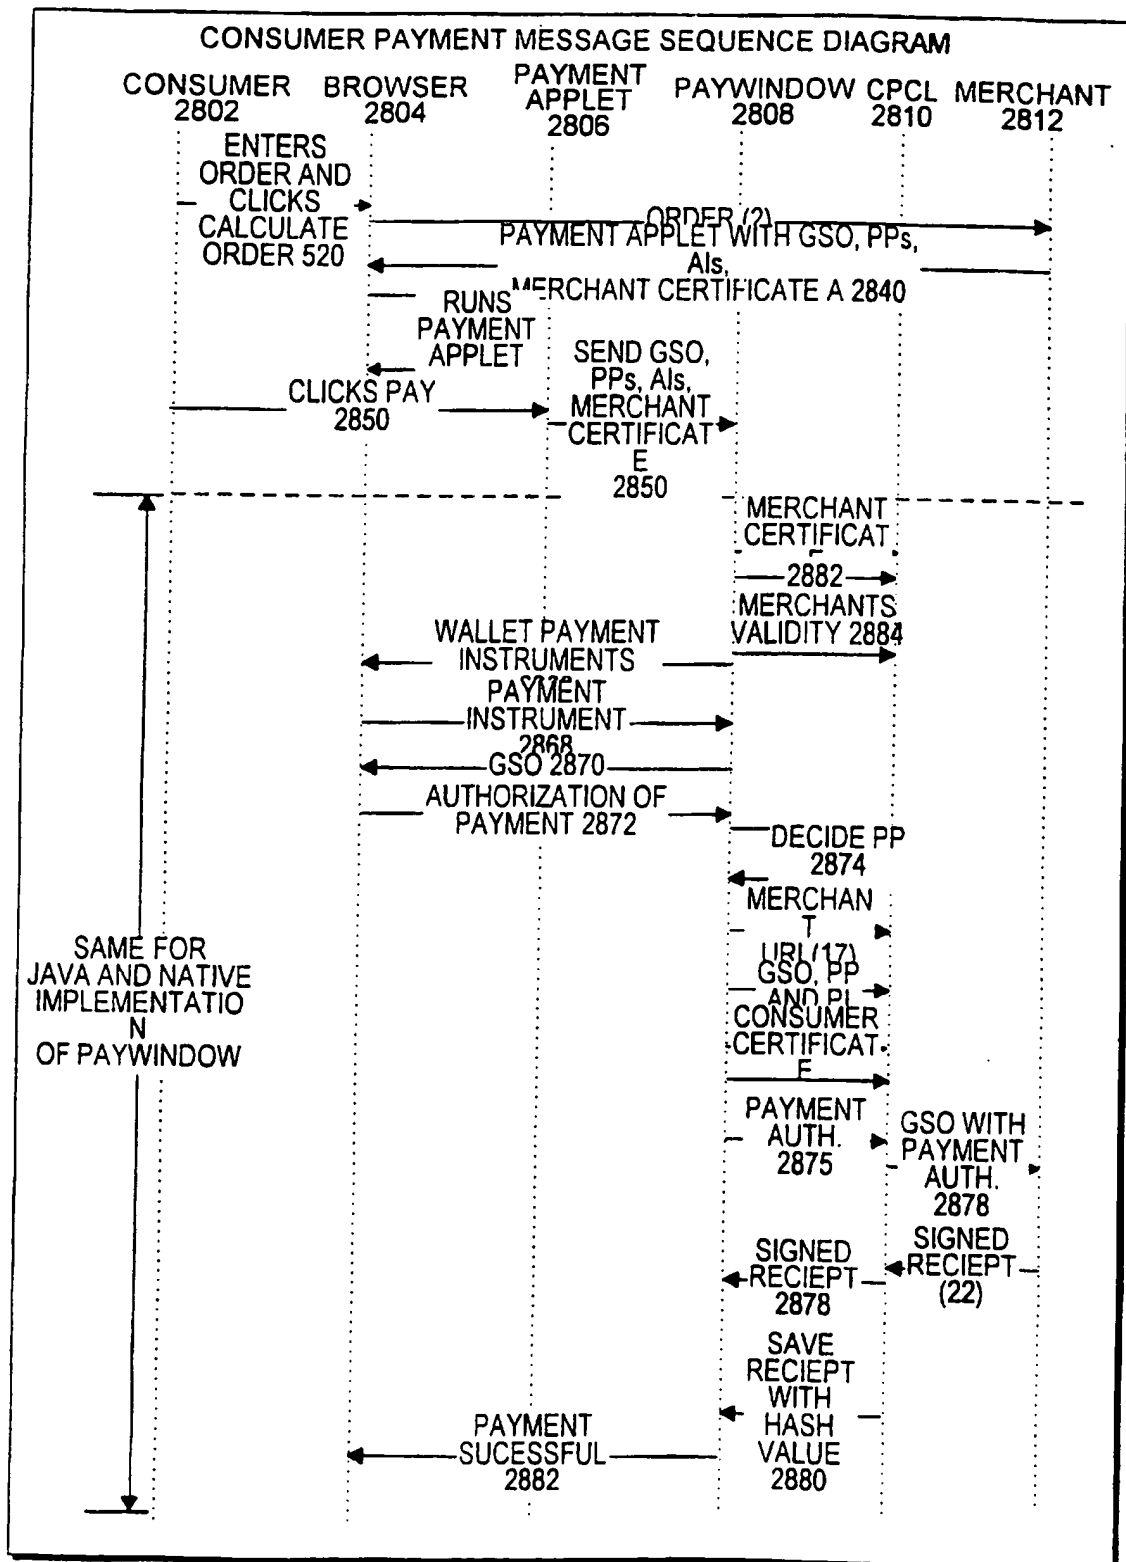 CONSUMER PAYMENT MESSAGE SEQUENCE DIAGRAM
CONSUMER
2802
BROWSER
2804
PAYMENT
APPLET
2806
PAYWINDOW
2808
CPCL
2810
MERCHANT
2812
ENTERS
ORDER AND
CLICKS
CALCULATE
ORDER 520
ORDER (2)
PAYMENT APPLET WITH GSO, PPs,
AIs,
MERCHANT CERTIFICATE A 2840
RUNS
PAYMENT
APPLET
CLICKS PAY
2850
SEND GSO,
PPs, AIs,
MERCHANT
CERTIFICAT
E
2850
MERCHANT
CERTIFICAT
2882
MERCHANTS
VALIDITY 2884
WALLET PAYMENT
INSTRUMENTS
PAYMENT
INSTRUMENT
2868
GSO 2870
AUTHORIZATION OF
PAYMENT 2872
DECIDE PP
2874
MERCHAN
T
URL(17)
GSO, PP
AND PI
CONSUMER
CERTIFICAT
E
PAYMENT
AUTH.
2875
GSO WITH
PAYMENT
AUTH.
2878
SIGNED
RECIEPT
(22)
SIGNED
RECIEPT
2878
SAVE
RECIEPT
WITH
HASH
VALUE
2880
PAYMENT
SUCESSFUL
2882
SAME FOR
JAVA AND NATIVE
IMPLEMENTATIO
N
OF PAYWINDOW